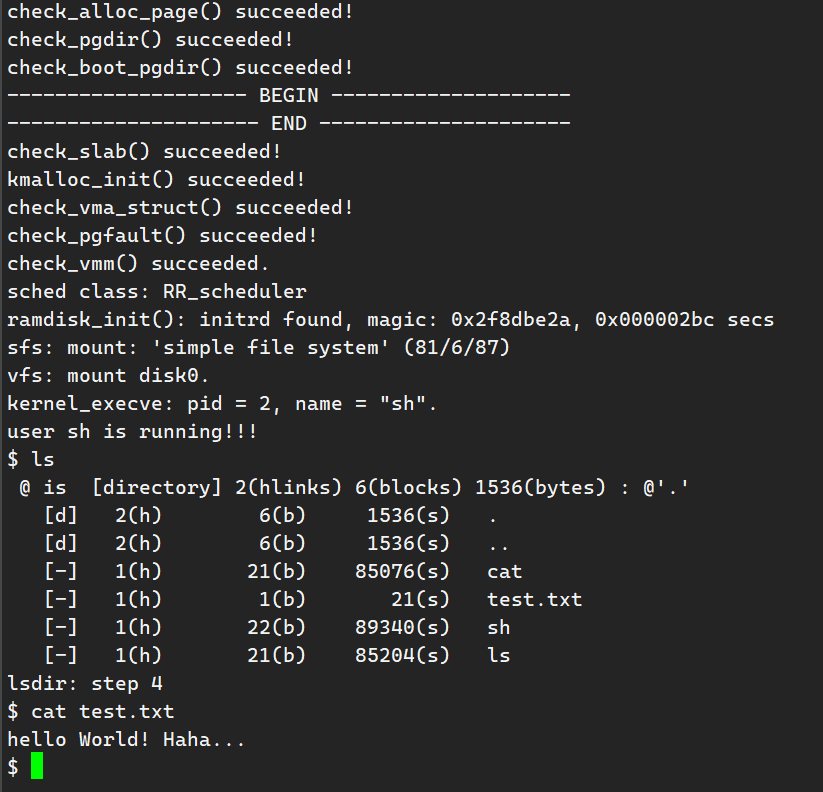 check_alloc_page() succeeded!
check_pgdir() succeeded!
check_boot_pgdir() succeeded!
-------------------- BEGIN --------------------
--------------------- END ---------------------
check_slab() succeeded!
kmalloc_init() succeeded!
check_vma_struct() succeeded!
check_pgfault() succeeded!
check_vmm() succeeded.
sched class: RR_scheduler
ramdisk_init(): initrd found, magic: 0x2f8dbe2a, 0x000002bc secs
sfs: mount: 'simple file system' (81/6/87)
vfs: mount disk0.
kernel_execve: pid = 2, name = "sh".
user sh is running!!!
$ ls
 @ is  [directory] 2(hlinks) 6(blocks) 1536(bytes) : @'.'
   [d]   2(h)        6(b)     1536(s)   .
   [d]   2(h)        6(b)     1536(s)   ..
   [-]   1(h)       21(b)    85076(s)   cat
   [-]   1(h)        1(b)       21(s)   test.txt
   [-]   1(h)       22(b)    89340(s)   sh
   [-]   1(h)       21(b)    85204(s)   ls
lsdir: step 4
$ cat test.txt
hello World! Haha...
$